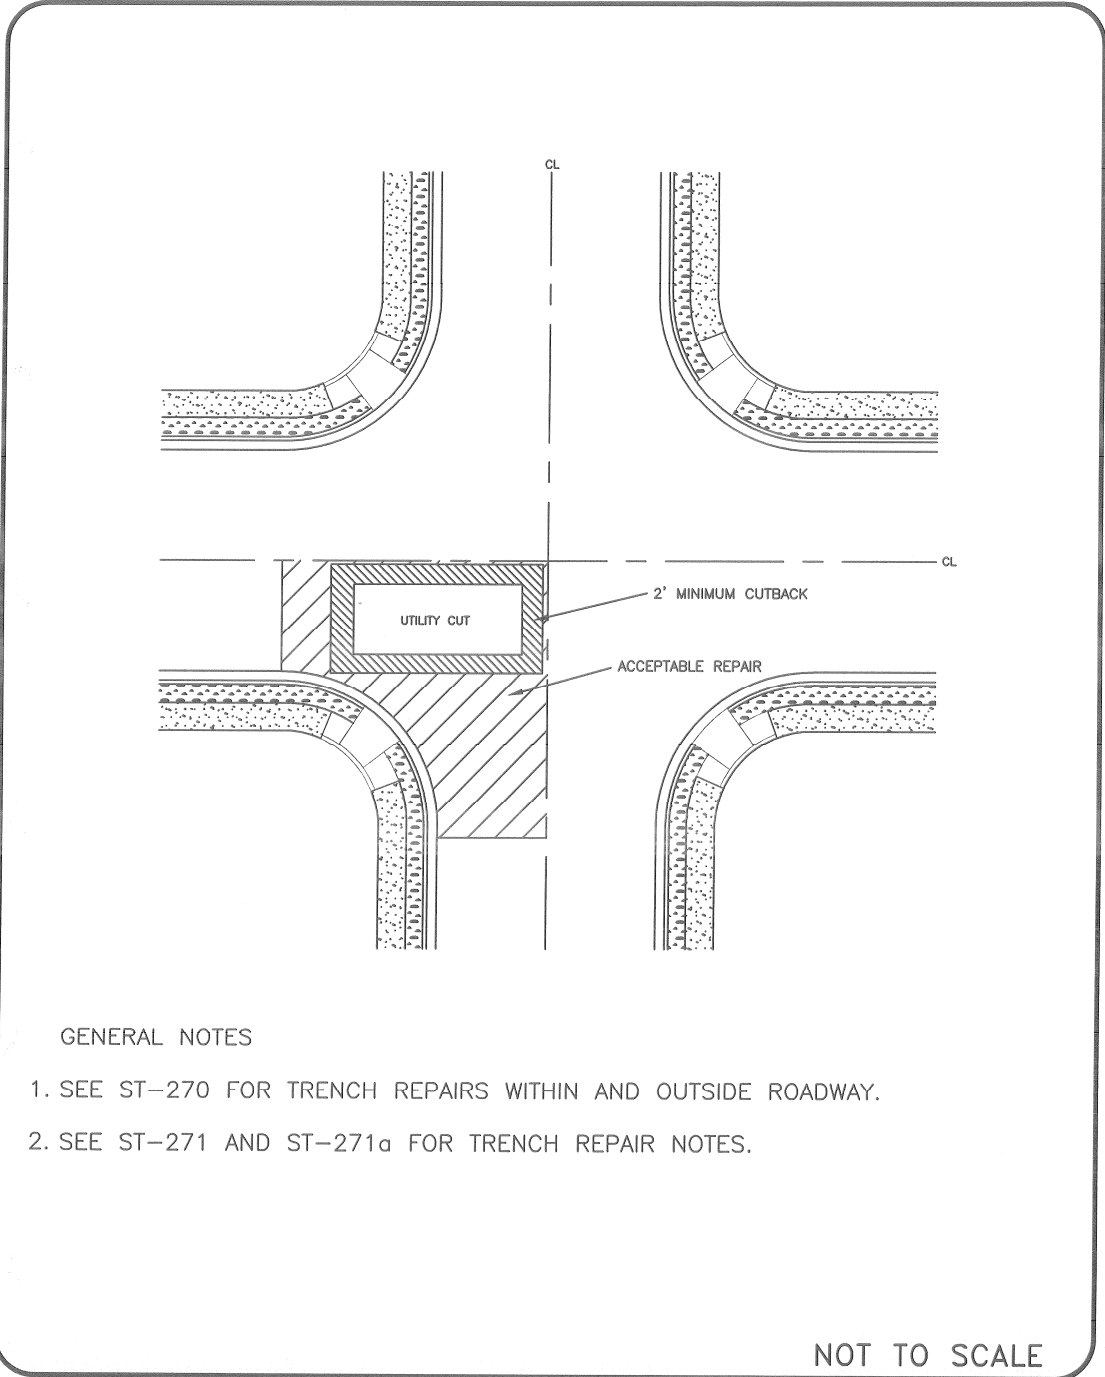 CL
CL
2' MINIMUM CUTBACK
UTILITY CUT
ACCEPTABLE REPAIR
GENERAL NOTES
1. SEE ST-270 FOR TRENCH REPAIRS WITHIN AND OUTSIDE ROADWAY.
2. SEE ST-271 AND ST-271a FOR TRENCH REPAIR NOTES.
NOT TO SCALE